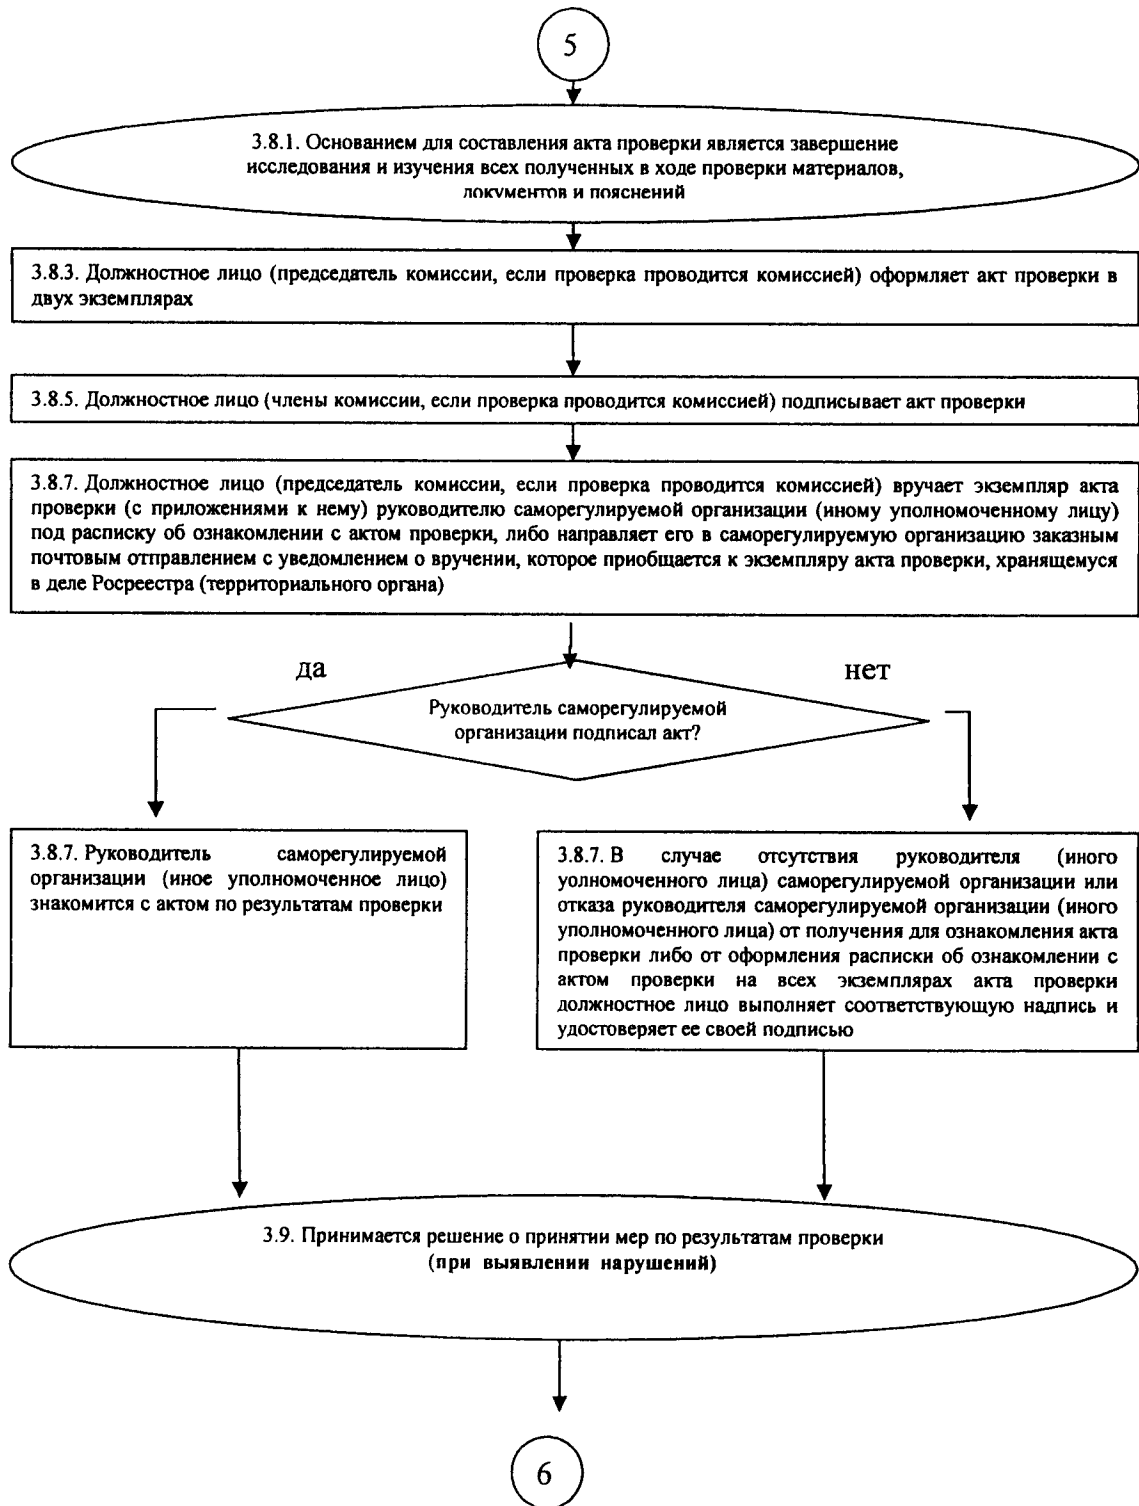 5
3.8.1. Основанием для составления акта проверки является завершение
исследования и изучения всех полученных в ходе проверки материалов,
документов и пояснений
3.8.3. Должностное лицо (председатель комиссии, если проверка проводится комиссией) оформляет акт проверки в
двух экземплярах
3.8.5. Должностное лицо (члены комиссии, если проверка проводится комиссией) подписывает акт проверки
3.8.7. Должностное лицо (председатель комиссии, если проверка проводится комиссией) вручает экземпляр акта
проверки (с приложениями к нему) руководителю саморегулируемой организации (иному уполномоченному лицу)
под расписку об ознакомлении с актом проверки, либо направляет его в саморегулируемую организацию заказным
почтовым отправлением с уведомлением о вручении, которое приобщается к экземпляру акта проверки, хранящемуся
в деле Росреестра (территориального органа)
да
нет
Руководитель саморегулируемой
организации подписал акт?
3.8.7. Руководитель саморегулируемой
организации (иное уполномоченное лицо)
знакомится с актом по результатам проверки
3.8.7. В случае отсутствия руководителя (иного
уолномоченного лица) саморегулируемой организации или
отказа руководителя саморегулируемой организации (иного
уполномоченного лица) от получения для ознакомления акта
проверки либо от оформления расписки об ознакомлении с
актом проверки на всех экземплярах акта проверки
должностное лицо выполняет соответствующую надпись и
удостоверяет ее своей подписью
3.9. Принимается решение о принятии мер по результатам проверки
(при выявлении нарушений)
6